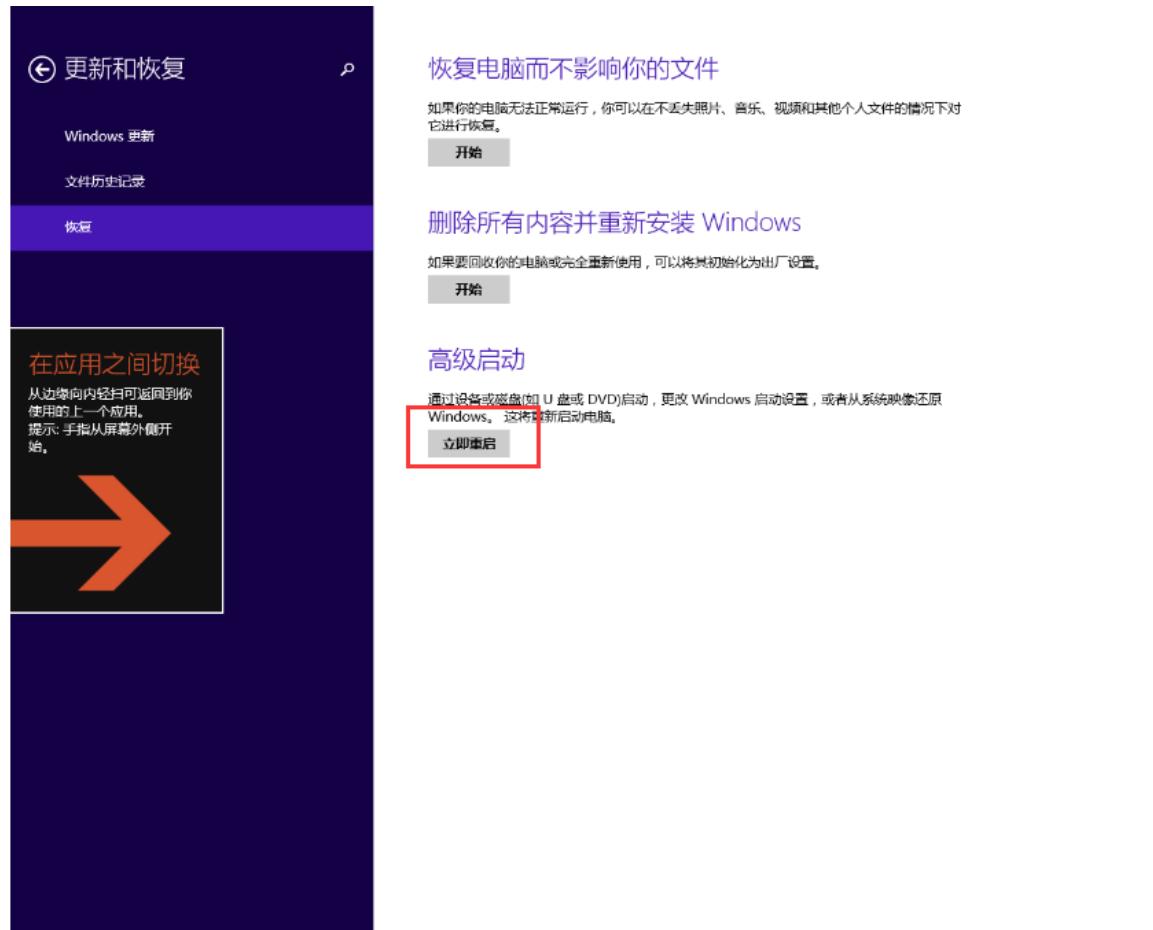 更新和恢复
Windows 更新
文件历史记录
恢复
在应用之间切换
从边缘向内轻扫可返回到你
使用的上一个应用。
提示: 手指从屏幕外侧开
始。
恢复电脑而不影响你的文件
如果你的电脑无法正常运行，你可以在不丢失照片、音乐、视频和其他个人文件的情况下对
它进行恢复。
开始
删除所有内容并重新安装 Windows
如果要回收你的电脑或完全重新使用，可以将其初始化为出厂设置。
开始
高级启动
通过设备或磁盘(如 U 盘或 DVD)启动，更改 Windows 启动设置，或者从系统映像还原
Windows。 这将重新启动电脑。
立即重启